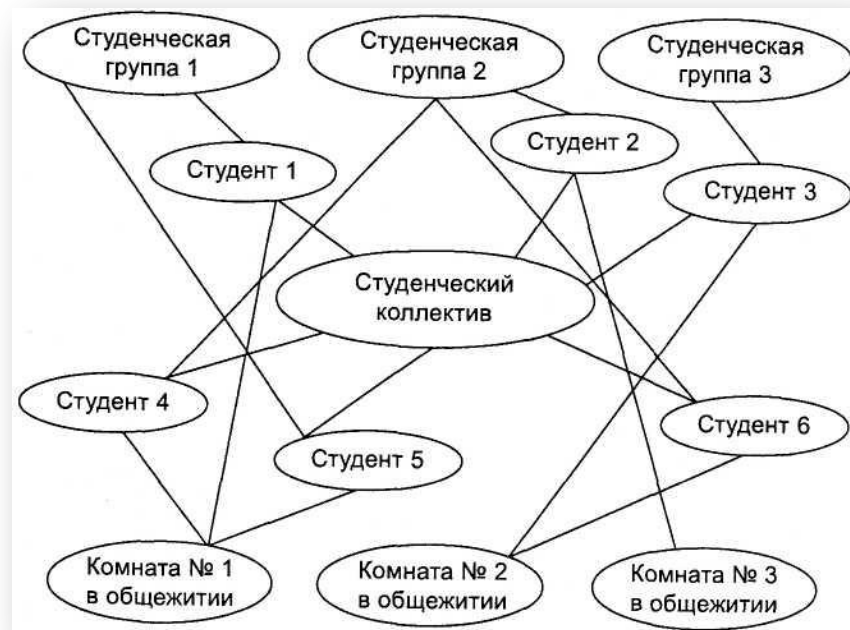 Студенческая
группа 1
Студенческая
группа 2
Студенческая
группа 3
Студент 1
Студент 2
Студент 3
Студенческий
коллектив
Студент 4
Студент 5
Студент 6
Комната № 1
в общежитии
Комната № 2
в общежитии
Комната № 3
в общежитии